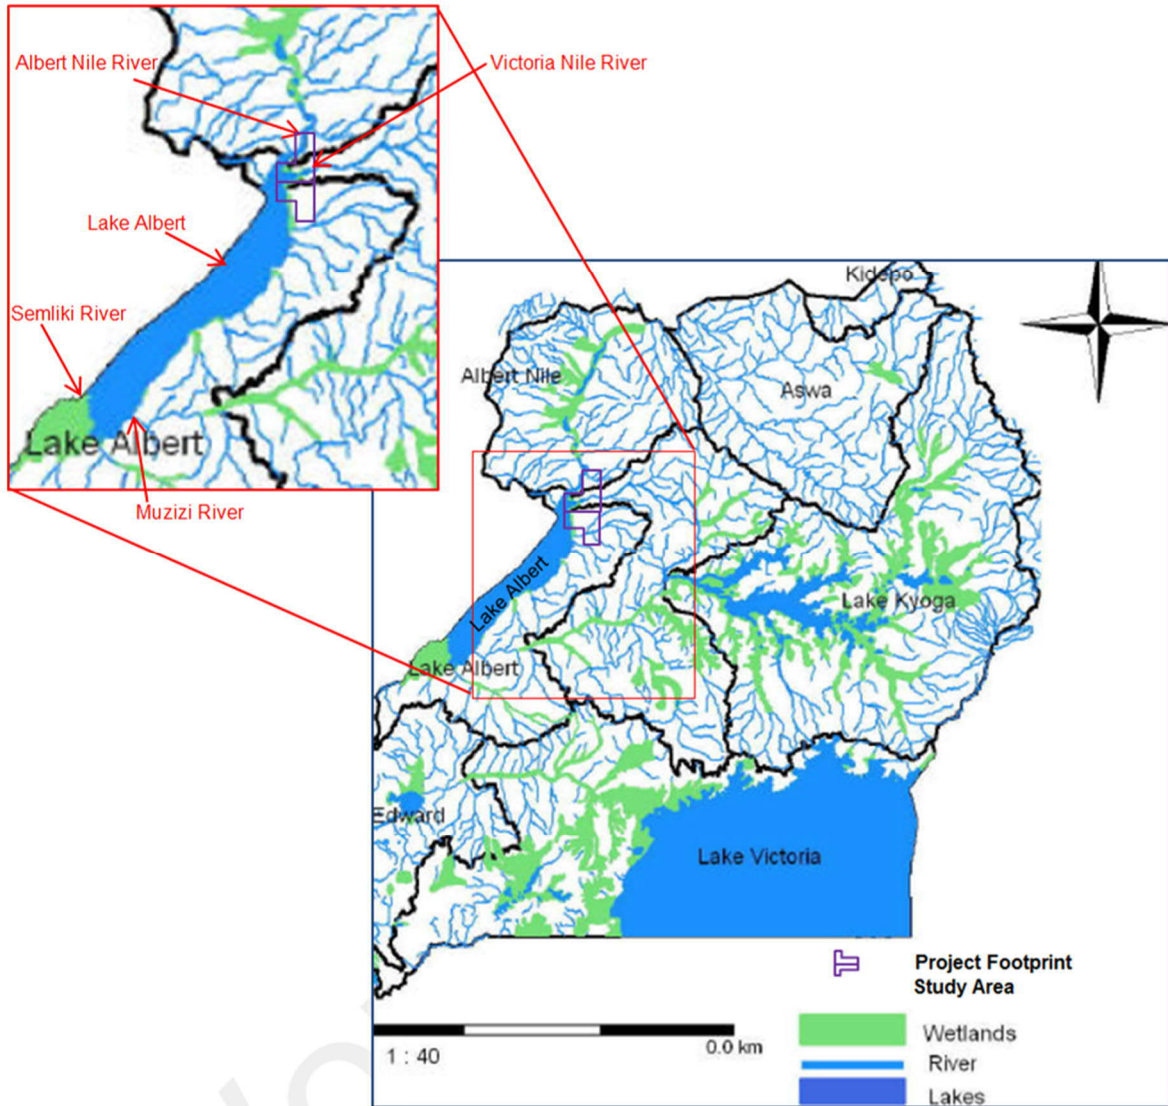 Albert Nile River
Victoria Nile River
Lake Albert
Semliki River
Lake Albert
Muzizi River
Kidepo
Albert Nile
Aswa
Lake Albert
Lake Kyoga
Lake Albert
Edward
Lake Victoria
Project Footprint
Study Area
Wetlands
River
Lakes
0.0 km
1 : 40